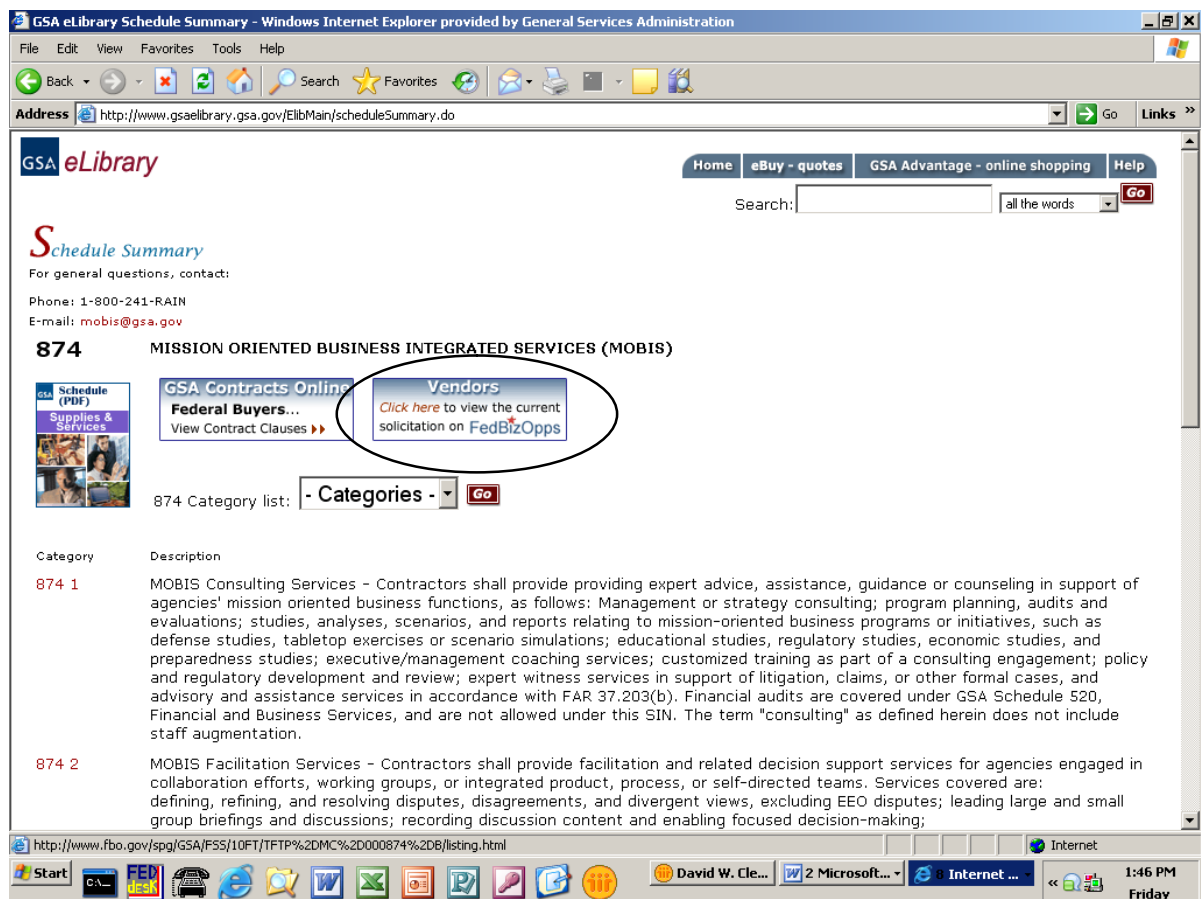 GSA eLibrary Schedule Summary - Windows Internet Explorer provided by General Services Administration
File Edit View Favorites Tools Help
Back Search Favorites
Address http://www.gsaelibrary.gsa.gov/ElibMain/scheduleSummary.do Go Links »
GSA eLibrary
Home eBuy - quotes GSA Advantage - online shopping Help
Search: all the words Go
Schedule Summary
For general questions, contact:
Phone: 1-800-241-RAIN
E-mail: mobis@gsa.gov
874 MISSION ORIENTED BUSINESS INTEGRATED SERVICES (MOBIS)
GSA Schedule
(PDF)
Supplies &
Services
GSA Contracts Online
Federal Buyers...
View Contract Clauses
Vendors
Click here to view the current
solicitation on FedBizOpps
874 Category list: - Categories - Go
Category Description
874 1 MOBIS Consulting Services - Contractors shall provide providing expert advice, assistance, guidance or counseling in support of
agencies' mission oriented business functions, as follows: Management or strategy consulting; program planning, audits and
evaluations; studies, analyses, scenarios, and reports relating to mission-oriented business programs or initiatives, such as
defense studies, tabletop exercises or scenario simulations; educational studies, regulatory studies, economic studies, and
preparedness studies; executive/management coaching services; customized training as part of a consulting engagement; policy
and regulatory development and review; expert witness services in support of litigation, claims, or other formal cases, and
advisory and assistance services in accordance with FAR 37.203(b). Financial audits are covered under GSA Schedule 520,
Financial and Business Services, and are not allowed under this SIN. The term "consulting" as defined herein does not include
staff augmentation.
874 2 MOBIS Facilitation Services - Contractors shall provide facilitation and related decision support services for agencies engaged in
collaboration efforts, working groups, or integrated product, process, or self-directed teams. Services covered are:
defining, refining, and resolving disputes, disagreements, and divergent views, excluding EEO disputes; leading large and small
group briefings and discussions; recording discussion content and enabling focused decision-making;
http://www.fbo.gov/spg/GSA/FSS/10FT/TFTP%2DMC%2D000874%2DB/listing.html Internet
Start C:\_ FED desk David W. Cle... 2 Microsoft... 8 Internet ... « 1:46 PM
Friday